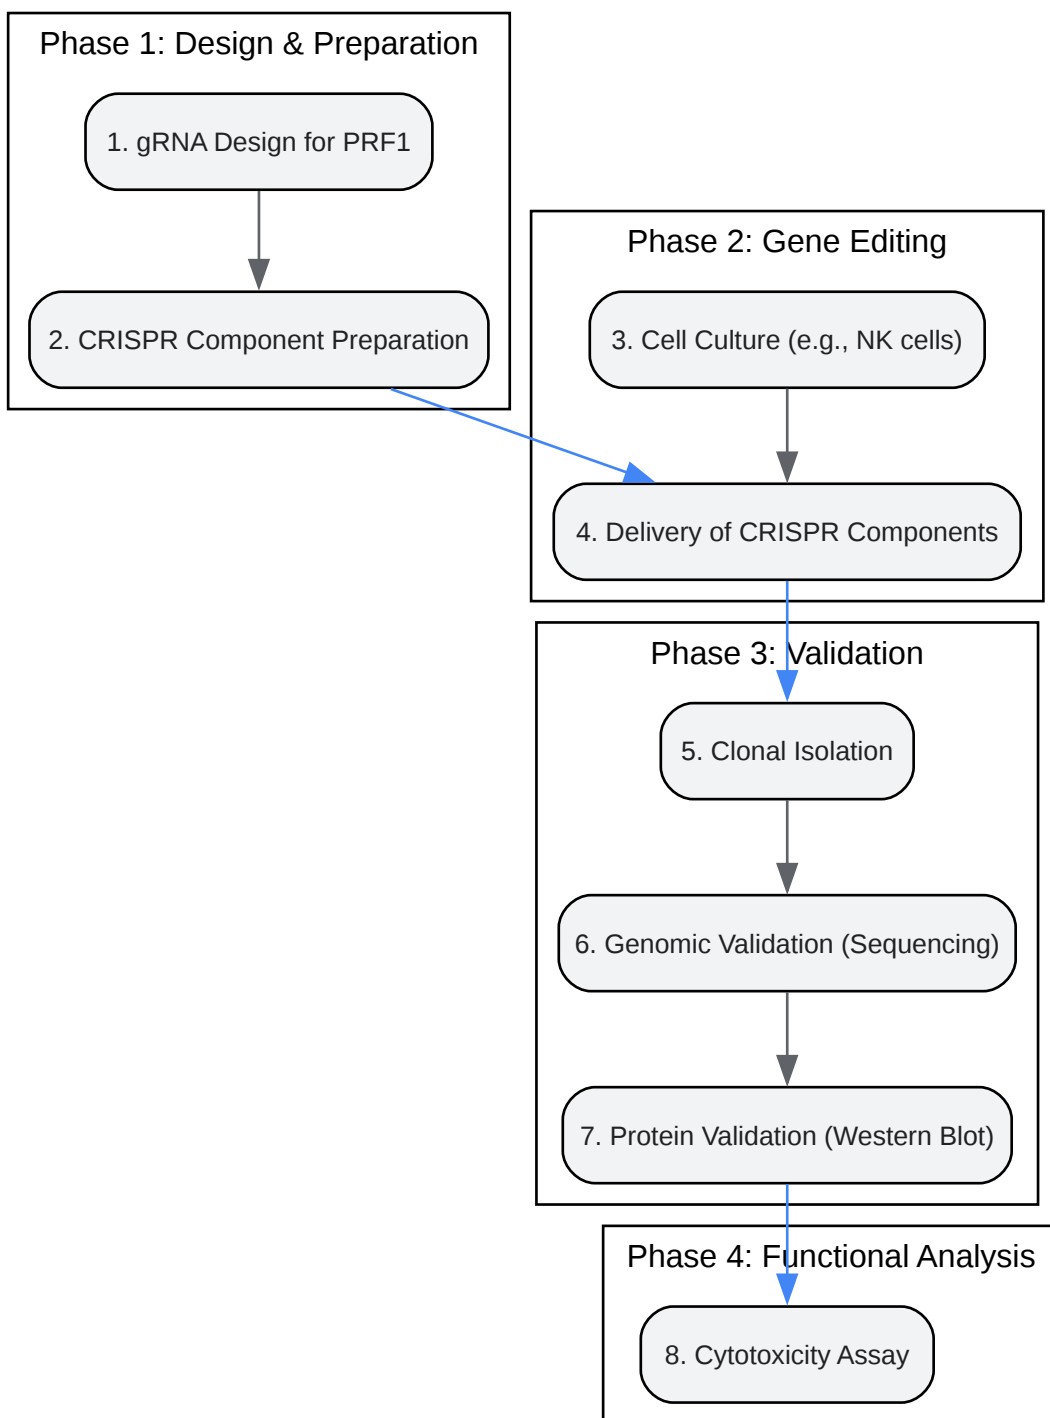 Phase 1: Design & Preparation
1. gRNA Design for PRF1
2. CRISPR Component Preparation
Phase 2: Gene Editing
3. Cell Culture (e.g., NK cells)
4. Delivery of CRISPR Components
Phase 3: Validation
5. Clonal Isolation
6. Genomic Validation (Sequencing)
7. Protein Validation (Western Blot)
Phase 4: Functional Analysis
8. Cytotoxicity Assay